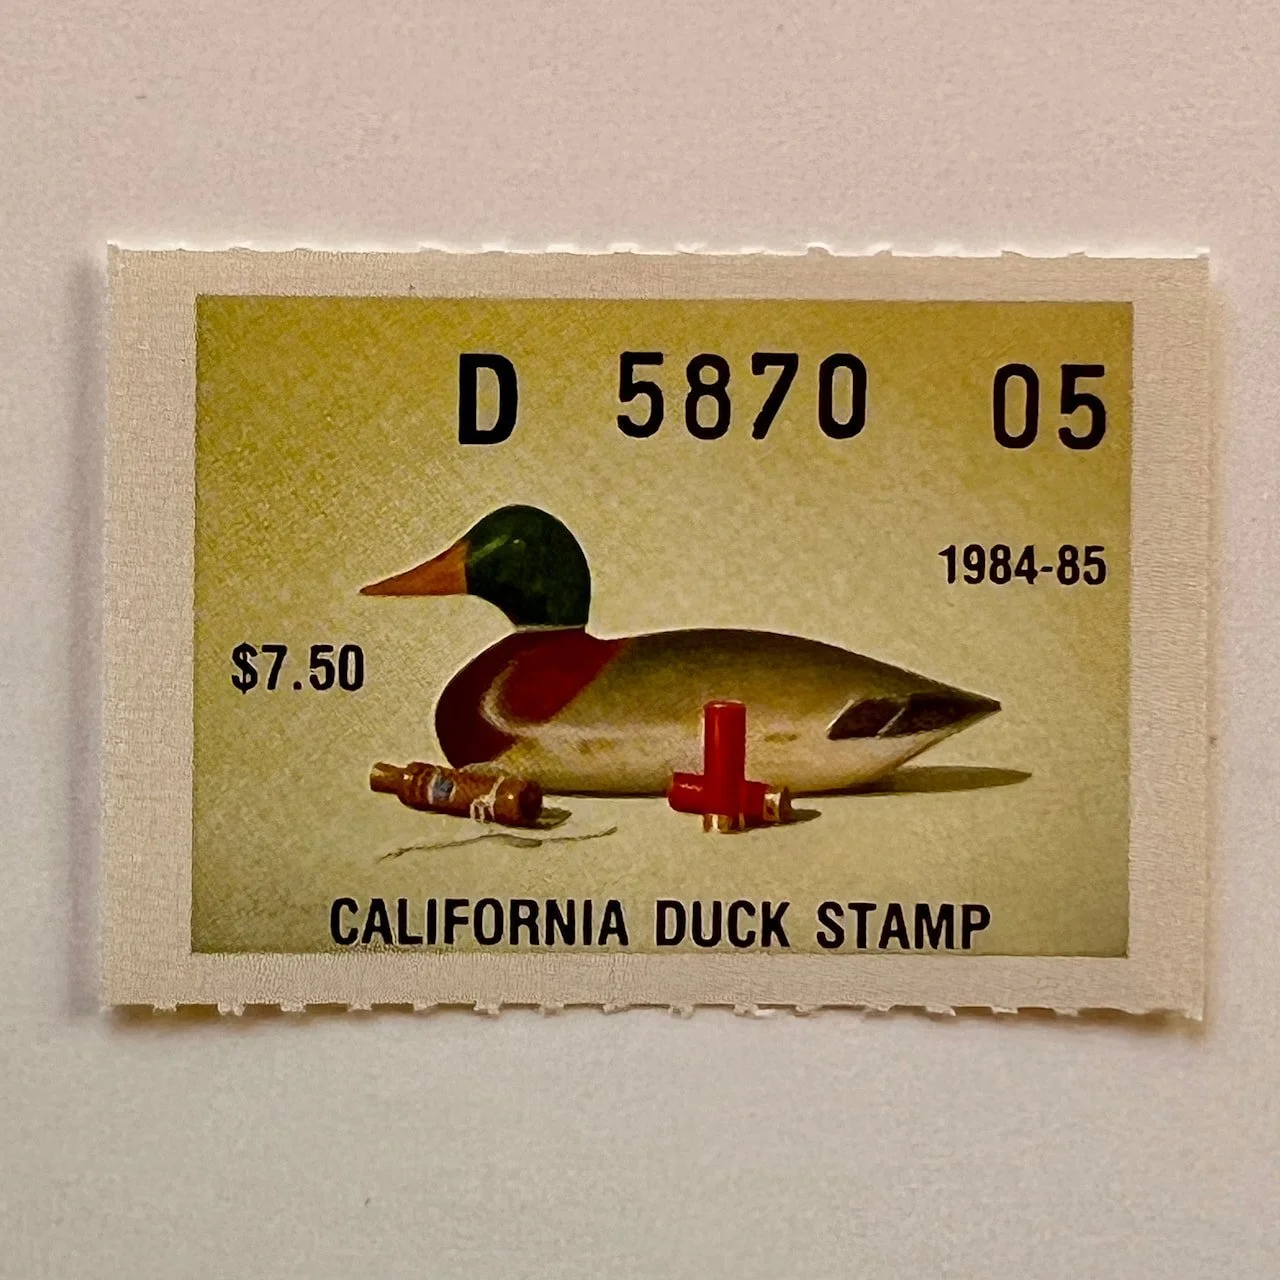 D 5870 05
1984-85
$7.50
CALIFORNIA DUCK STAMP